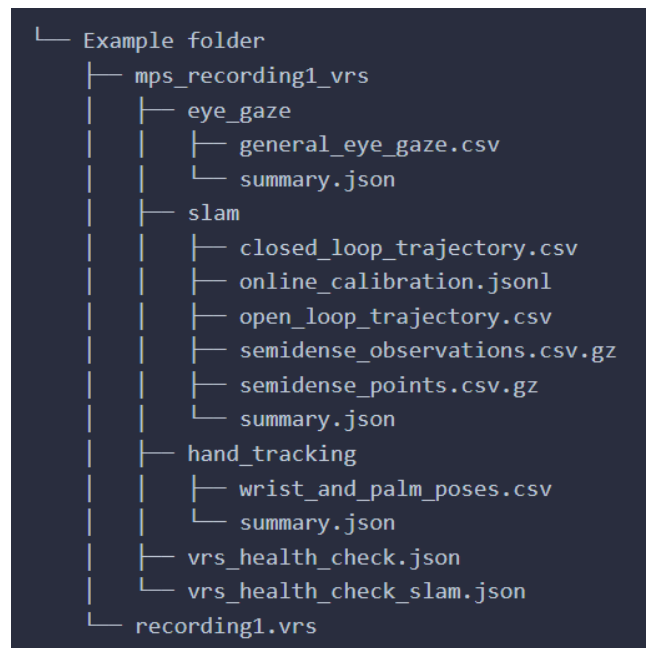 └── Example folder
    ├── mps_recording1_vrs
    │   ├── eye_gaze
    │   │   ├── general_eye_gaze.csv
    │   │   └── summary.json
    │   ├── slam
    │   │   ├── closed_loop_trajectory.csv
    │   │   ├── online_calibration.jsonl
    │   │   ├── open_loop_trajectory.csv
    │   │   ├── semidense_observations.csv.gz
    │   │   ├── semidense_points.csv.gz
    │   │   └── summary.json
    │   ├── hand_tracking
    │   │   ├── wrist_and_palm_poses.csv
    │   │   └── summary.json
    │   ├── vrs_health_check.json
    │   └── vrs_health_check_slam.json
    └── recording1.vrs